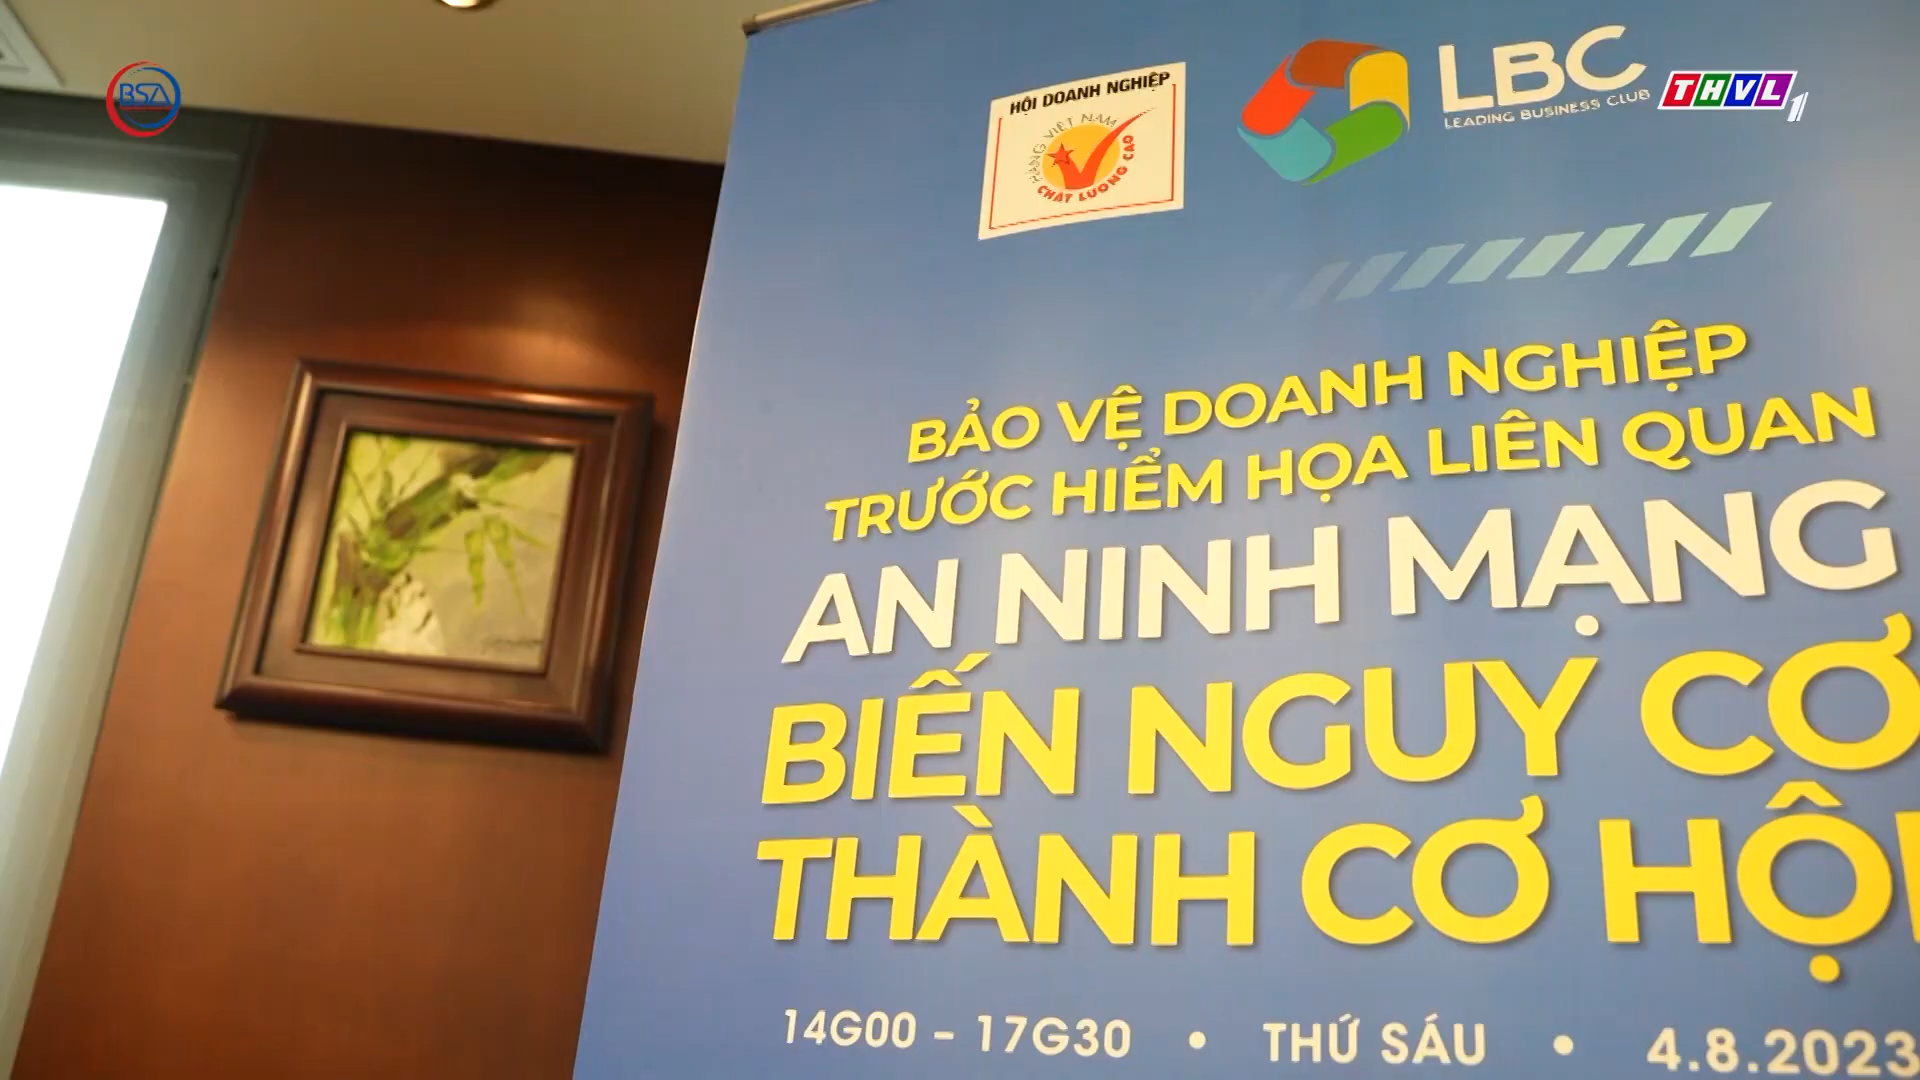 BSA
HỘI DOANH NGHIỆP
HÀNG VIỆT NAM
CHẤT LƯỢNG CAO
LBC
LEADING BUSINESS CLUB
THVL1
BẢO VỆ DOANH NGHIỆP
TRƯỚC HIỂM HỌA LIÊN QUAN
AN NINH MẠNG
BIẾN NGUY CƠ
THÀNH CƠ HỘI
14G00 - 17G30 • THỨ SÁU • 4.8.2023